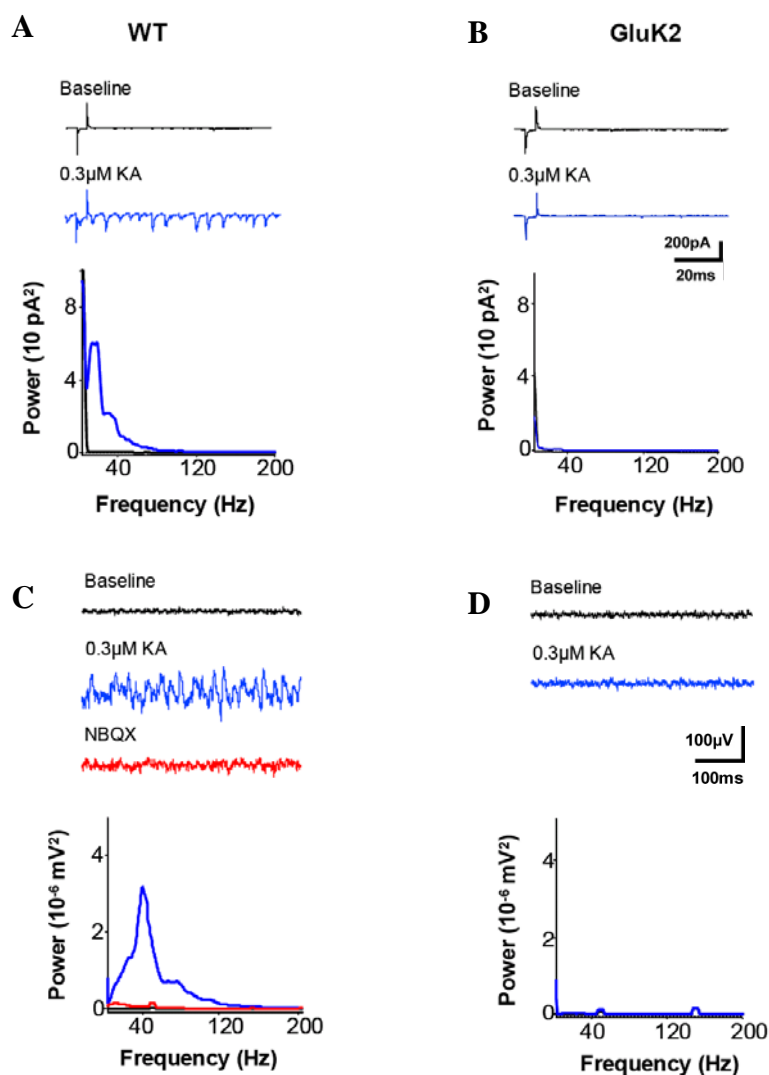 A
WT
Baseline
0.3µM KA
8
4
0
Power (10 pA²)
40
120
200
Frequency (Hz)
B
GluK2
Baseline
0.3µM KA
200pA
20ms
8
4
0
Power (10 pA²)
40
120
200
Frequency (Hz)
C
Baseline
0.3µM KA
NBQX
4
2
0
Power (10⁻⁶ mV²)
40
120
200
Frequency (Hz)
D
Baseline
0.3µM KA
100µV
100ms
4
2
0
Power (10⁻⁶ mV²)
40
120
200
Frequency (Hz)